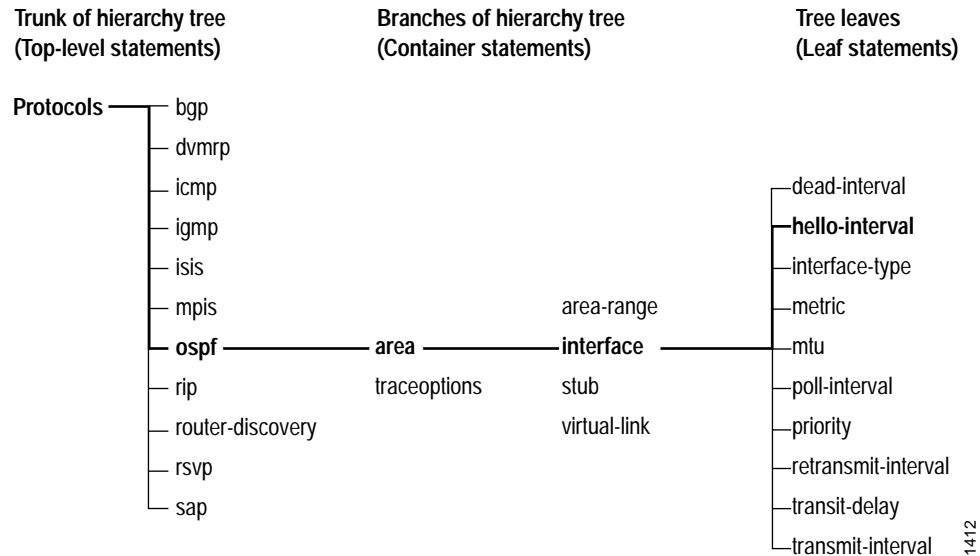 Trunk of hierarchy tree
(Top-level statements)
Branches of hierarchy tree
(Container statements)
Tree leaves
(Leaf statements)
Protocols
bgp
dvmrp
icmp
igmp
isis
mpis
ospf
rip
router-discovery
rsvp
sap
area
traceoptions
area-range
interface
stub
virtual-link
dead-interval
hello-interval
interface-type
metric
mtu
poll-interval
priority
retransmit-interval
transit-delay
transmit-interval
1412